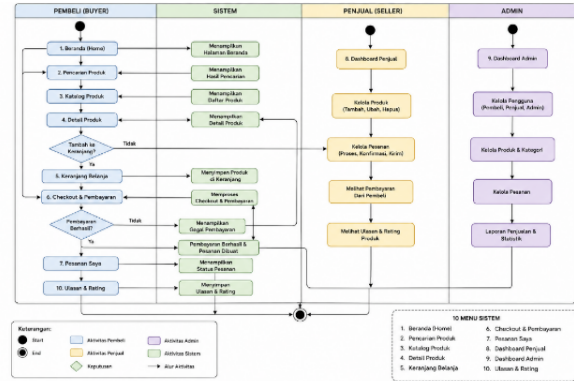 PEMBELI (BUYER)
SISTEM
PENJUAL (SELLER)
ADMIN
1. Beranda (Home)
2. Pencarian Produk
3. Katalog Produk
4. Detail Produk
Tambah ke
Keranjang?
Tidak
Ya
5. Keranjang Belanja
6. Checkout & Pembayaran
Pembayaran
Berhasil?
Tidak
Ya
7. Pesanan Saya
10. Ulasan & Rating
Menampilkan
Halaman Beranda
Menampilkan
Hasil Pencarian
Menampilkan
Daftar Produk
Menampilkan
Detail Produk
Menyimpan Produk
di Keranjang
Memproses
Checkout & Pembayaran
Menampilkan
Gagal Pembayaran
Pembayaran Berhasil &
Pesanan Dibuat
Menampilkan
Status Pesanan
Menyimpan
Ulasan & Rating
8. Dashboard Penjual
Kelola Produk
(Tambah, Ubah, Hapus)
Kelola Pesanan
(Proses, Konfirmasi, Kirim)
Melihat Pembayaran
Dari Pembeli
Melihat Ulasan & Rating
Produk
9. Dashboard Admin
Kelola Pengguna
(Pembeli, Penjual, Admin)
Kelola Produk & Kategori
Kelola Pesanan
Laporan Penjualan &
Statistik
Keterangan:
Start
End
Aktivitas Pembeli
Aktivitas Penjual
Keputusan
Aktivitas Admin
Aktivitas Sistem
Alur Aktivitas
10 MENU SISTEM
1. Beranda (Home)
2. Pencarian Produk
3. Katalog Produk
4. Detail Produk
5. Keranjang Belanja
6. Checkout & Pembayaran
7. Pesanan Saya
8. Dashboard Penjual
9. Dashboard Admin
10. Ulasan & Rating